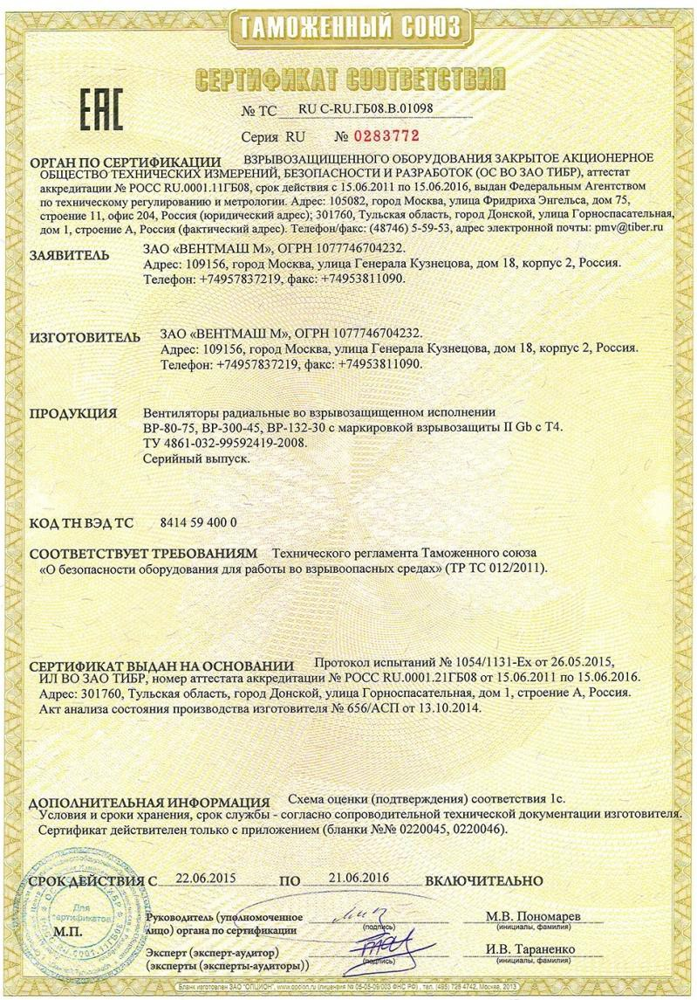 ТАМОЖЕННЫЙ СОЮЗ
СЕРТИФИКАТ СООТВЕТСТВИЯ
ЕАС
№ ТС RU C-RU.ГБ08.В.01098
Серия RU № 0283772
ОРГАН ПО СЕРТИФИКАЦИИ ВЗРЫВОЗАЩИЩЕННОГО ОБОРУДОВАНИЯ ЗАКРЫТОЕ АКЦИОНЕРНОЕ
ОБЩЕСТВО ТЕХНИЧЕСКИХ ИЗМЕРЕНИЙ, БЕЗОПАСНОСТИ И РАЗРАБОТОК (ОС ВО ЗАО ТИБР), аттестат
аккредитации № РОСС RU.0001.11ГБ08, срок действия с 15.06.2011 по 15.06.2016, выдан Федеральным Агентством
по техническому регулированию и метрологии. Адрес: 105082, город Москва, улица Фридриха Энгельса, дом 75,
строение 11, офис 204, Россия (юридический адрес); 301760, Тульская область, город Донской, улица Горноспасательная,
дом 1, строение А, Россия (фактический адрес). Телефон/факс: (48746) 5-59-53, адрес электронной почты: pmv@tiber.ru
ЗАЯВИТЕЛЬ ЗАО «ВЕНТМАШ М», ОГРН 1077746704232.
Адрес: 109156, город Москва, улица Генерала Кузнецова, дом 18, корпус 2, Россия.
Телефон: +74957837219, факс: +74953811090.
ИЗГОТОВИТЕЛЬ ЗАО «ВЕНТМАШ М», ОГРН 1077746704232.
Адрес: 109156, город Москва, улица Генерала Кузнецова, дом 18, корпус 2, Россия.
Телефон: +74957837219, факс: +74953811090.
ПРОДУКЦИЯ Вентиляторы радиальные во взрывозащищенном исполнении
ВР-80-75, ВР-300-45, ВР-132-30 с маркировкой взрывозащиты II Gb c T4.
ТУ 4861-032-99592419-2008.
Серийный выпуск.
КОД ТН ВЭД ТС 8414 59 400 0
СООТВЕТСТВУЕТ ТРЕБОВАНИЯМ Технического регламента Таможенного союза
«О безопасности оборудования для работы во взрывоопасных средах» (ТР ТС 012/2011).
СЕРТИФИКАТ ВЫДАН НА ОСНОВАНИИ Протокол испытаний № 1054/1131-Ех от 26.05.2015,
ИЛ ВО ЗАО ТИБР, номер аттестата аккредитации № РОСС RU.0001.21ГБ08 от 15.06.2011 по 15.06.2016.
Адрес: 301760, Тульская область, город Донской, улица Горноспасательная, дом 1, строение А, Россия.
Акт анализа состояния производства изготовителя № 656/АСП от 13.10.2014.
ДОПОЛНИТЕЛЬНАЯ ИНФОРМАЦИЯ Схема оценки (подтверждения) соответствия 1с.
Условия и сроки хранения, срок службы - согласно сопроводительной технической документации изготовителя.
Сертификат действителен только с приложением (бланки №№ 0220045, 0220046).
СРОК ДЕЙСТВИЯ С 22.06.2015 ПО 21.06.2016 ВКЛЮЧИТЕЛЬНО
Для
сертификатов
М.П.
Руководитель (уполномоченное
лицо) органа по сертификации
(подпись)
М.В. Пономарев
(инициалы, фамилия)
Эксперт (эксперт-аудитор)
(эксперты (эксперты-аудиторы))
(подпись)
И.В. Тараненко
(инициалы, фамилия)
Бланк изготовлен ЗАО "ОПЦИОН", www.opcion.ru (лицензия № 05-05-09/003 ФНС РФ), тел. (495) 726 4742, Москва, 2013